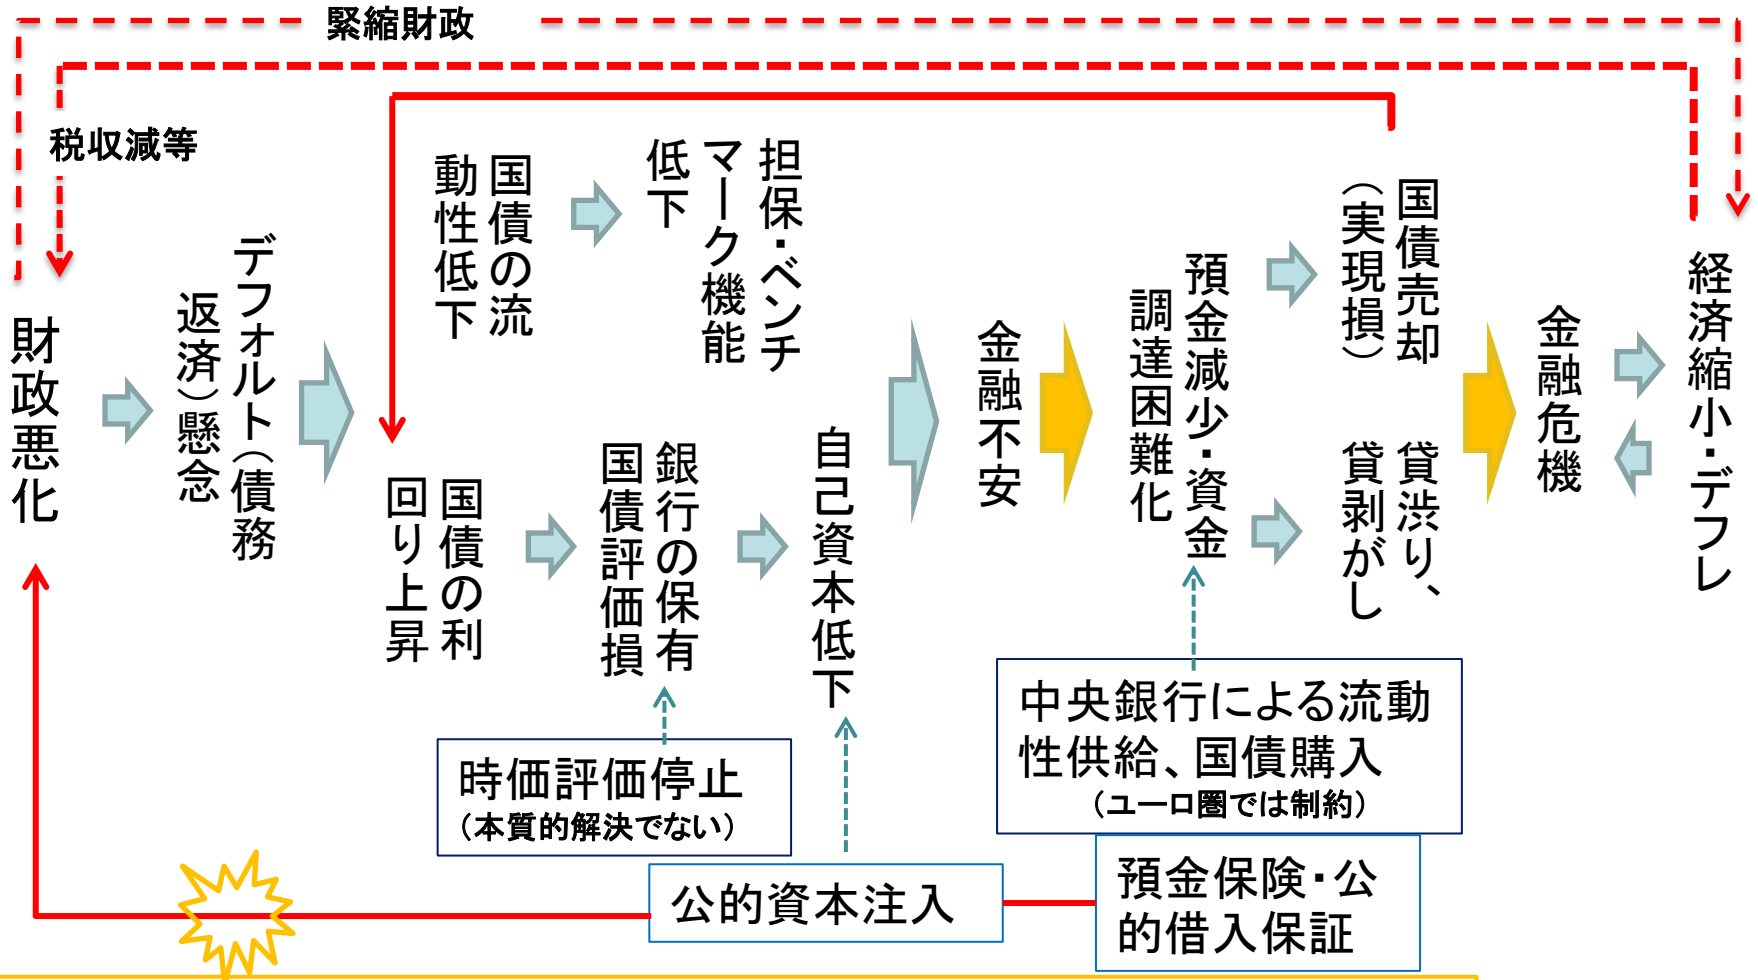 緊縮財政
税収減等
財政悪化
デフォルト（債務
返済）懸念
国債の流
動性低下
担保・ベンチ
マーク機能
低下
国債の利
回り上昇
銀行の保有
国債評価損
自己資本低下
金融不安
預金減少・資金
調達困難化
国債売却
（実現損）
貸渋り、
貸剥がし
金融危機
経済縮小・デフレ
時価評価停止
（本質的解決でない）
中央銀行による流動
性供給、国債購入
（ユーロ圏では制約）
公的資本注入
預金保険・公
的借入保証